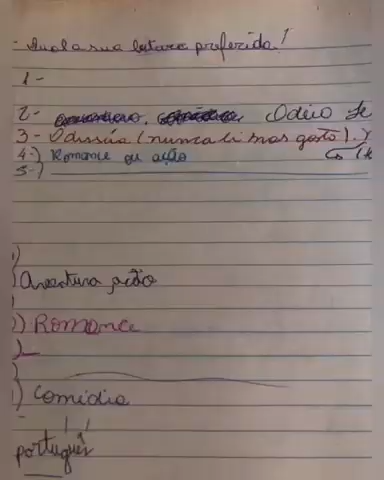 - Qual a sua leitura preferida!
1 -
2 - Odeio
3 - Odisséia (nunca li mas gosto).
4-) Romance ou ação
5-)
Aventura, ação
) Romance
) Comédia
português